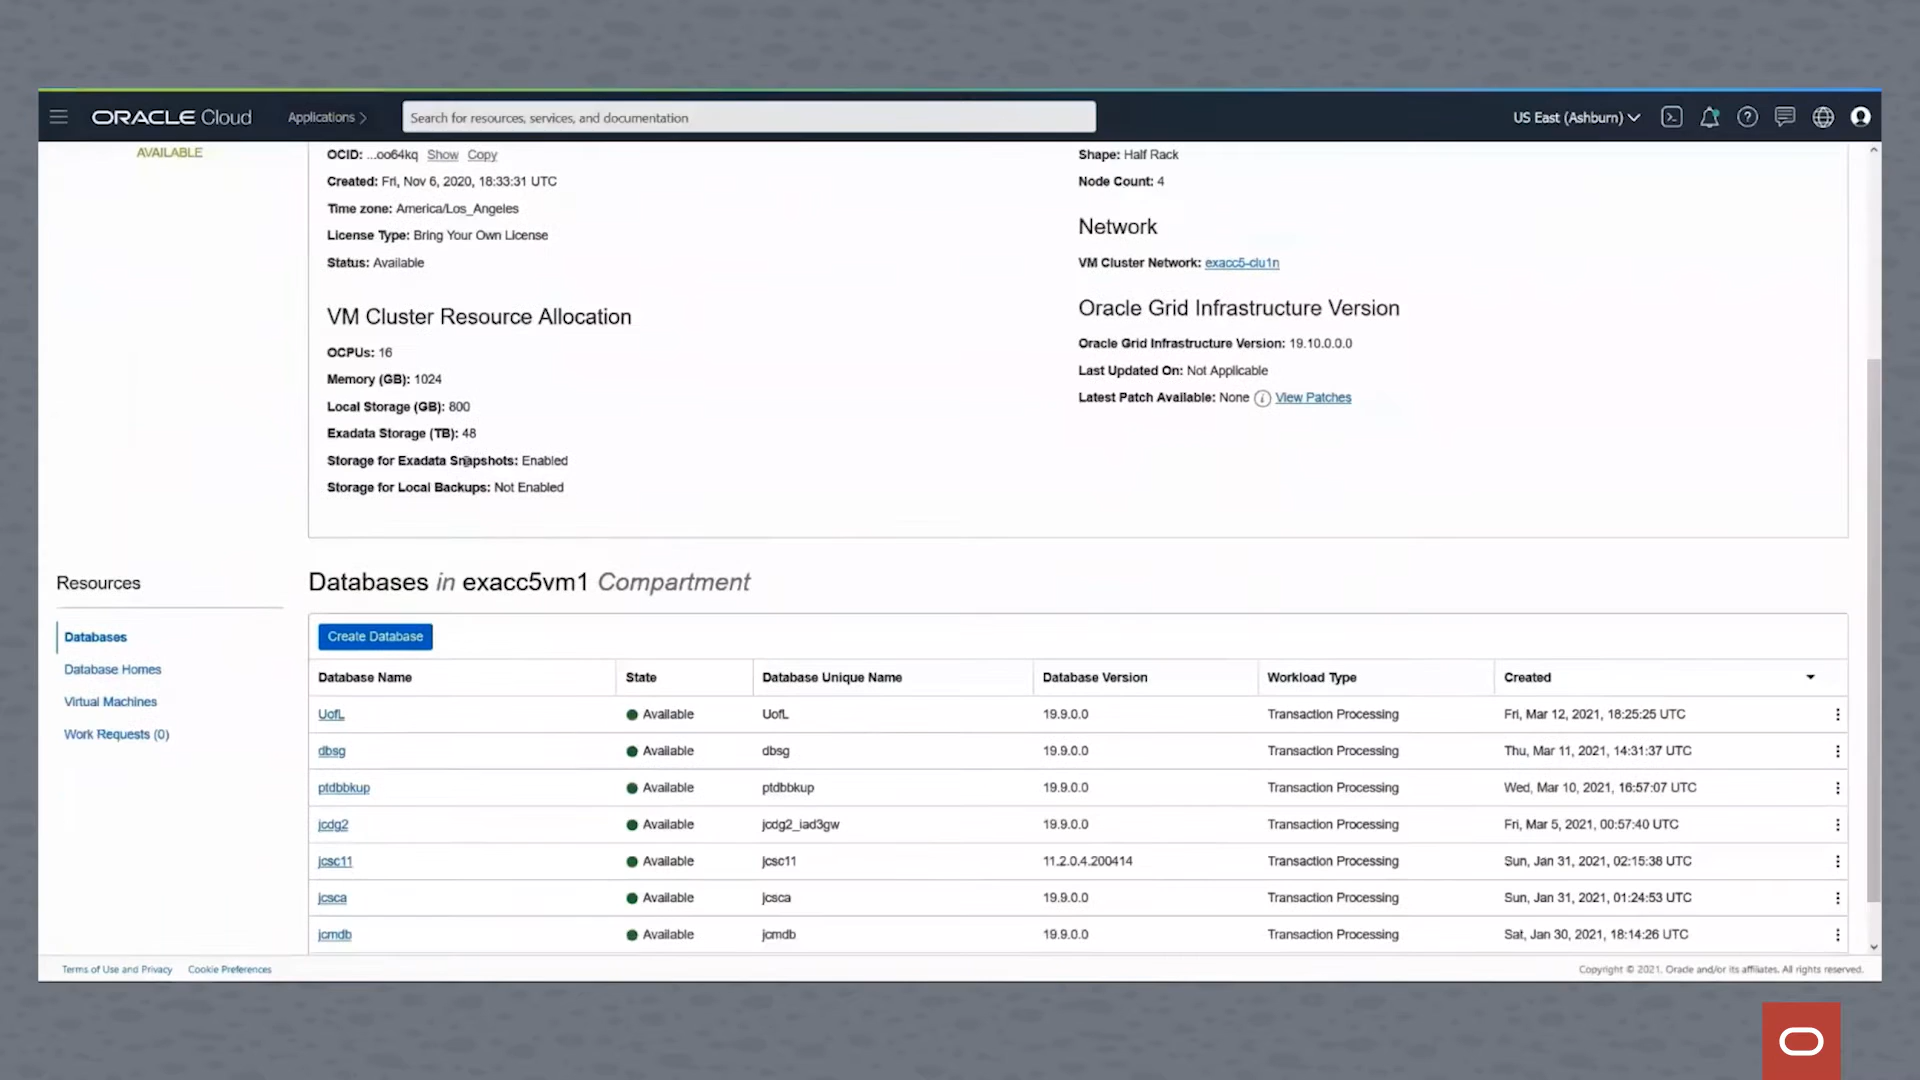 ORACLE Cloud
Applications
Search for resources, services, and documentation
US East (Ashburn)
AVAILABLE
OCID: ...oo64kq Show Copy
Created: Fri, Nov 6, 2020, 18:33:31 UTC
Time zone: America/Los_Angeles
License Type: Bring Your Own License
Status: Available
VM Cluster Resource Allocation
OCPUs: 16
Memory (GB): 1024
Local Storage (GB): 800
Exadata Storage (TB): 48
Storage for Exadata Snapshots: Enabled
Storage for Local Backups: Not Enabled
Shape: Half Rack
Node Count: 4
Network
VM Cluster Network: exacc5-clu1n
Oracle Grid Infrastructure Version
Oracle Grid Infrastructure Version: 19.10.0.0.0
Last Updated On: Not Applicable
Latest Patch Available: None View Patches
Resources
Databases
Database Homes
Virtual Machines
Work Requests (0)
Databases in exacc5vm1 Compartment
Create Database
Database Name State Database Unique Name Database Version Workload Type Created
UofL Available UofL 19.9.0.0 Transaction Processing Fri, Mar 12, 2021, 18:25:25 UTC
dbsg Available dbsg 19.9.0.0 Transaction Processing Thu, Mar 11, 2021, 14:31:37 UTC
ptdbbkup Available ptdbbkup 19.9.0.0 Transaction Processing Wed, Mar 10, 2021, 16:57:07 UTC
jcdg2 Available jcdg2_iad3gw 19.9.0.0 Transaction Processing Fri, Mar 5, 2021, 00:57:40 UTC
jcsc11 Available jcsc11 11.2.0.4.200414 Transaction Processing Sun, Jan 31, 2021, 02:15:38 UTC
jcsca Available jcsca 19.9.0.0 Transaction Processing Sun, Jan 31, 2021, 01:24:53 UTC
jcmdb Available jcmdb 19.9.0.0 Transaction Processing Sat, Jan 30, 2021, 18:14:26 UTC
Terms of Use and Privacy Cookie Preferences
Copyright © 2021, Oracle and/or its affiliates. All rights reserved.